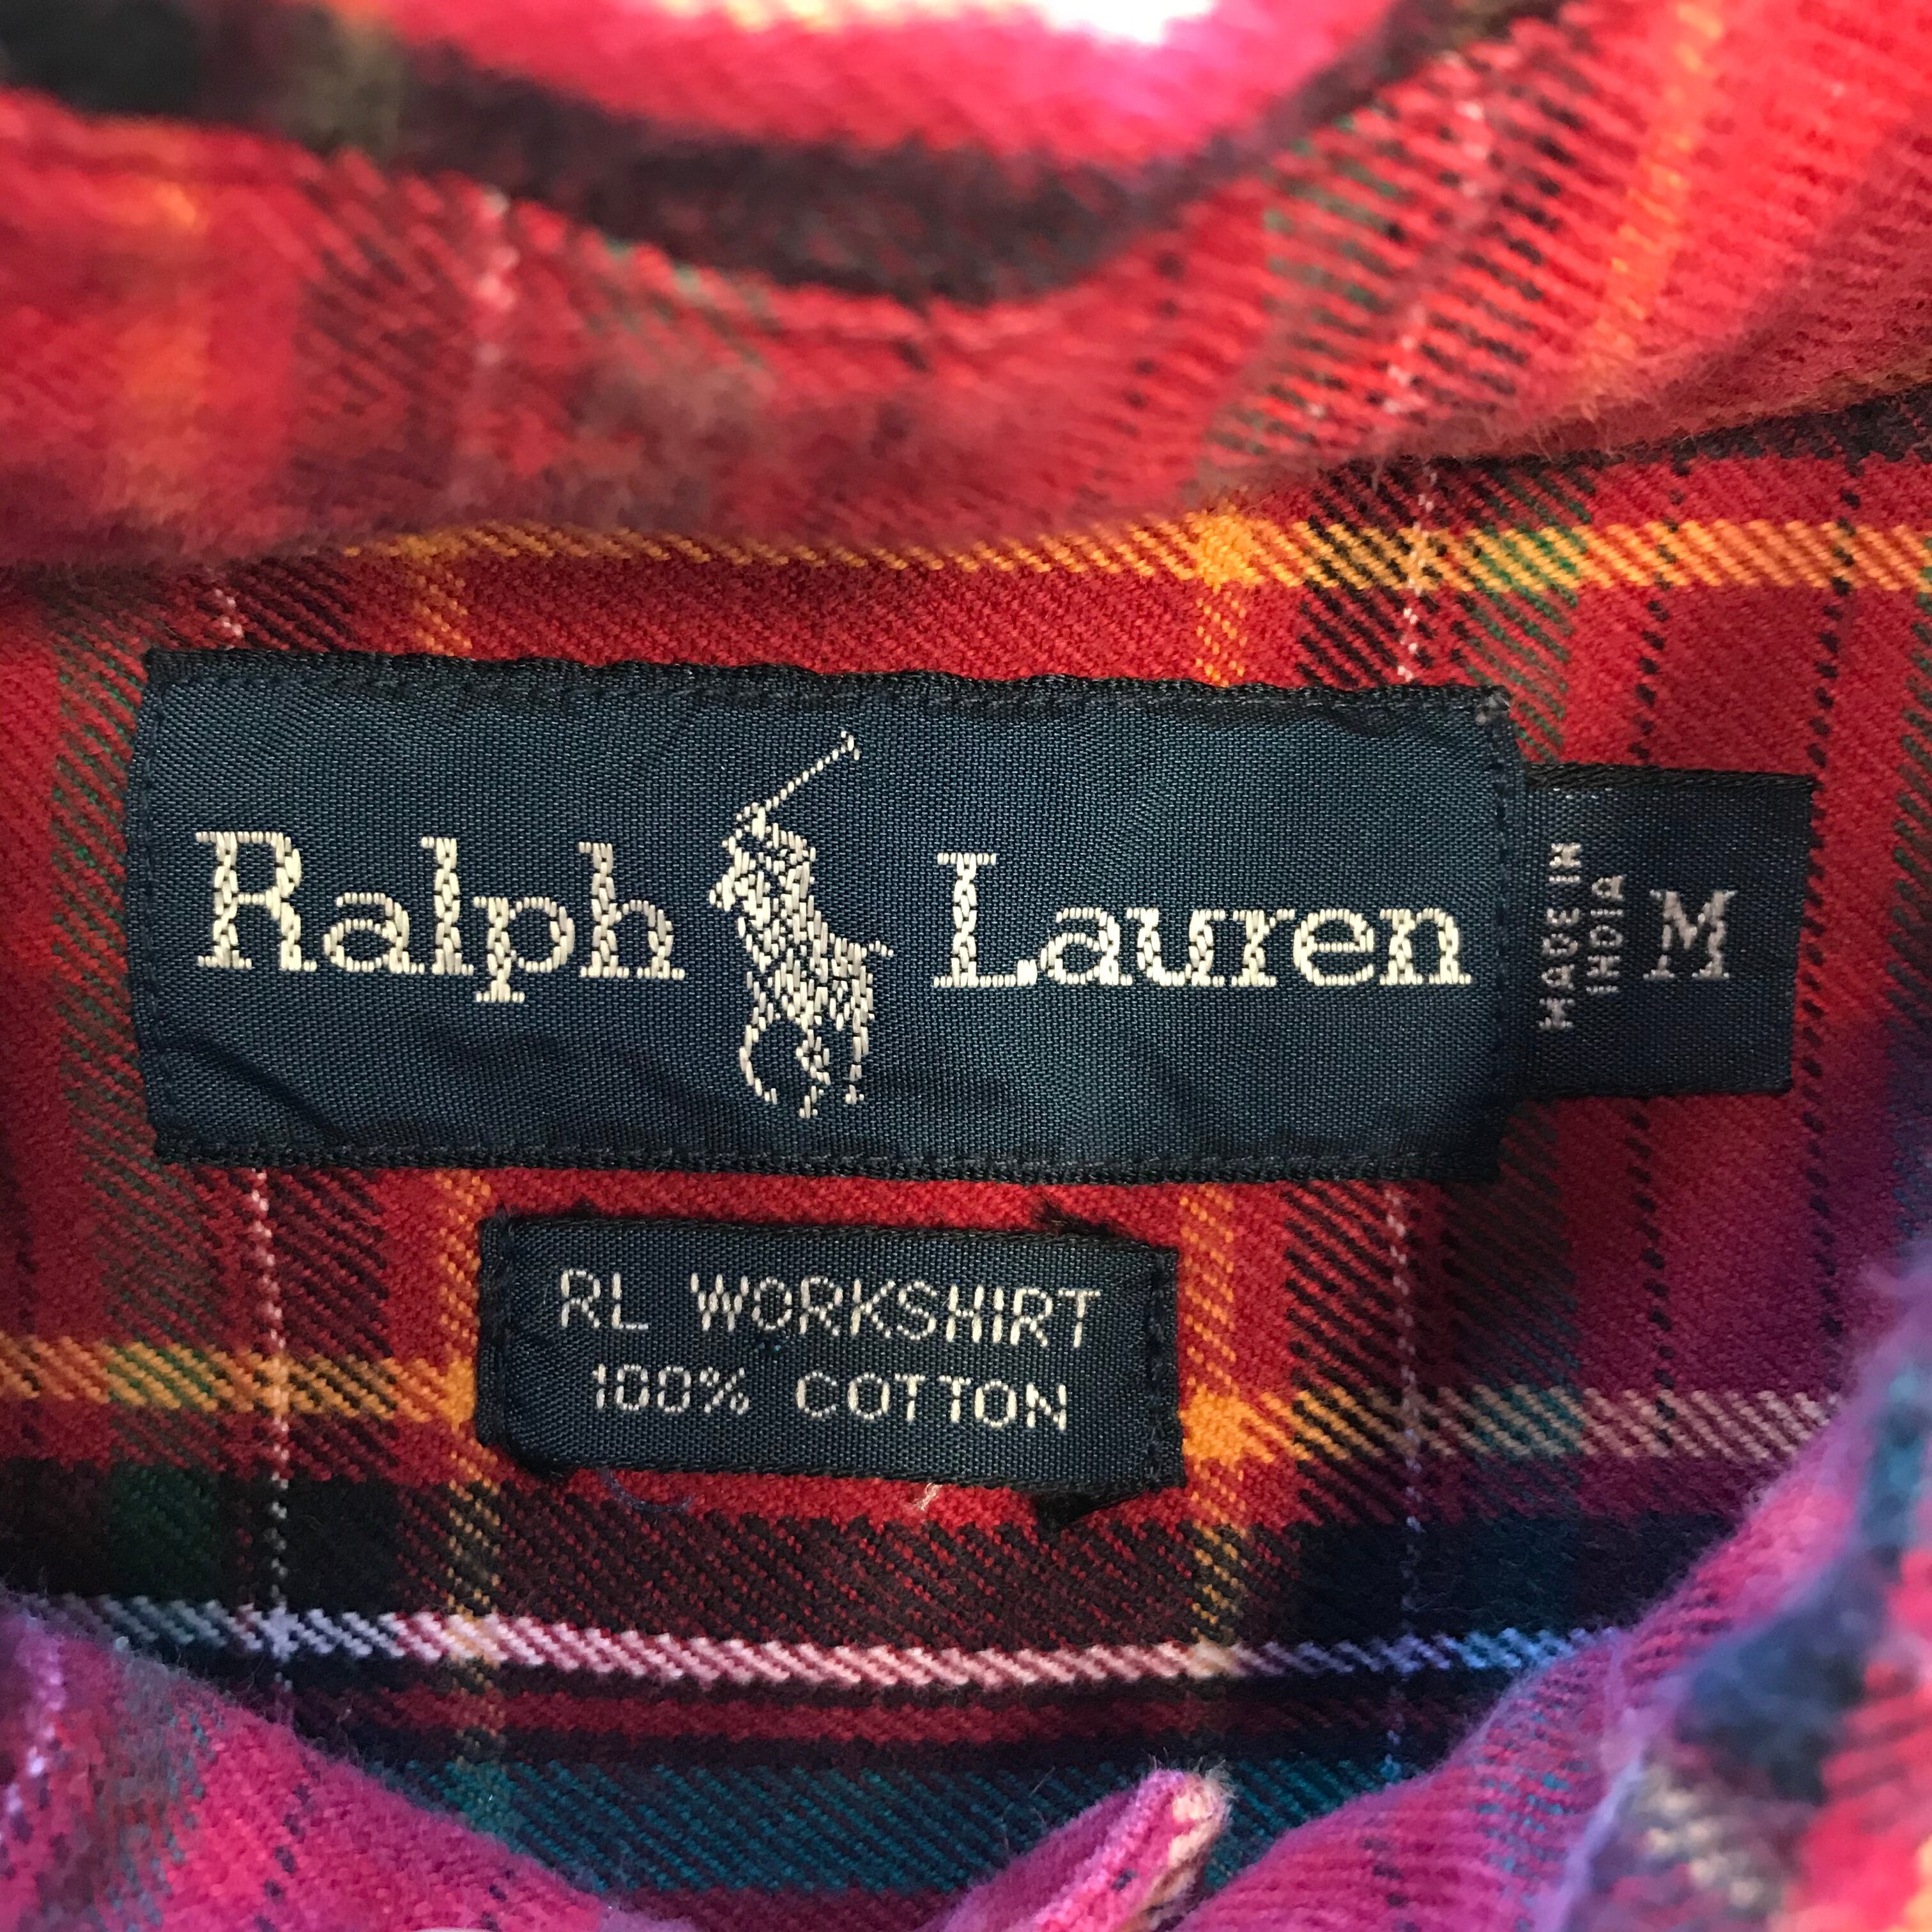 Ralph Lauren
MADE IN
INDIA
M
RL WORKSHIRT
100% COTTON